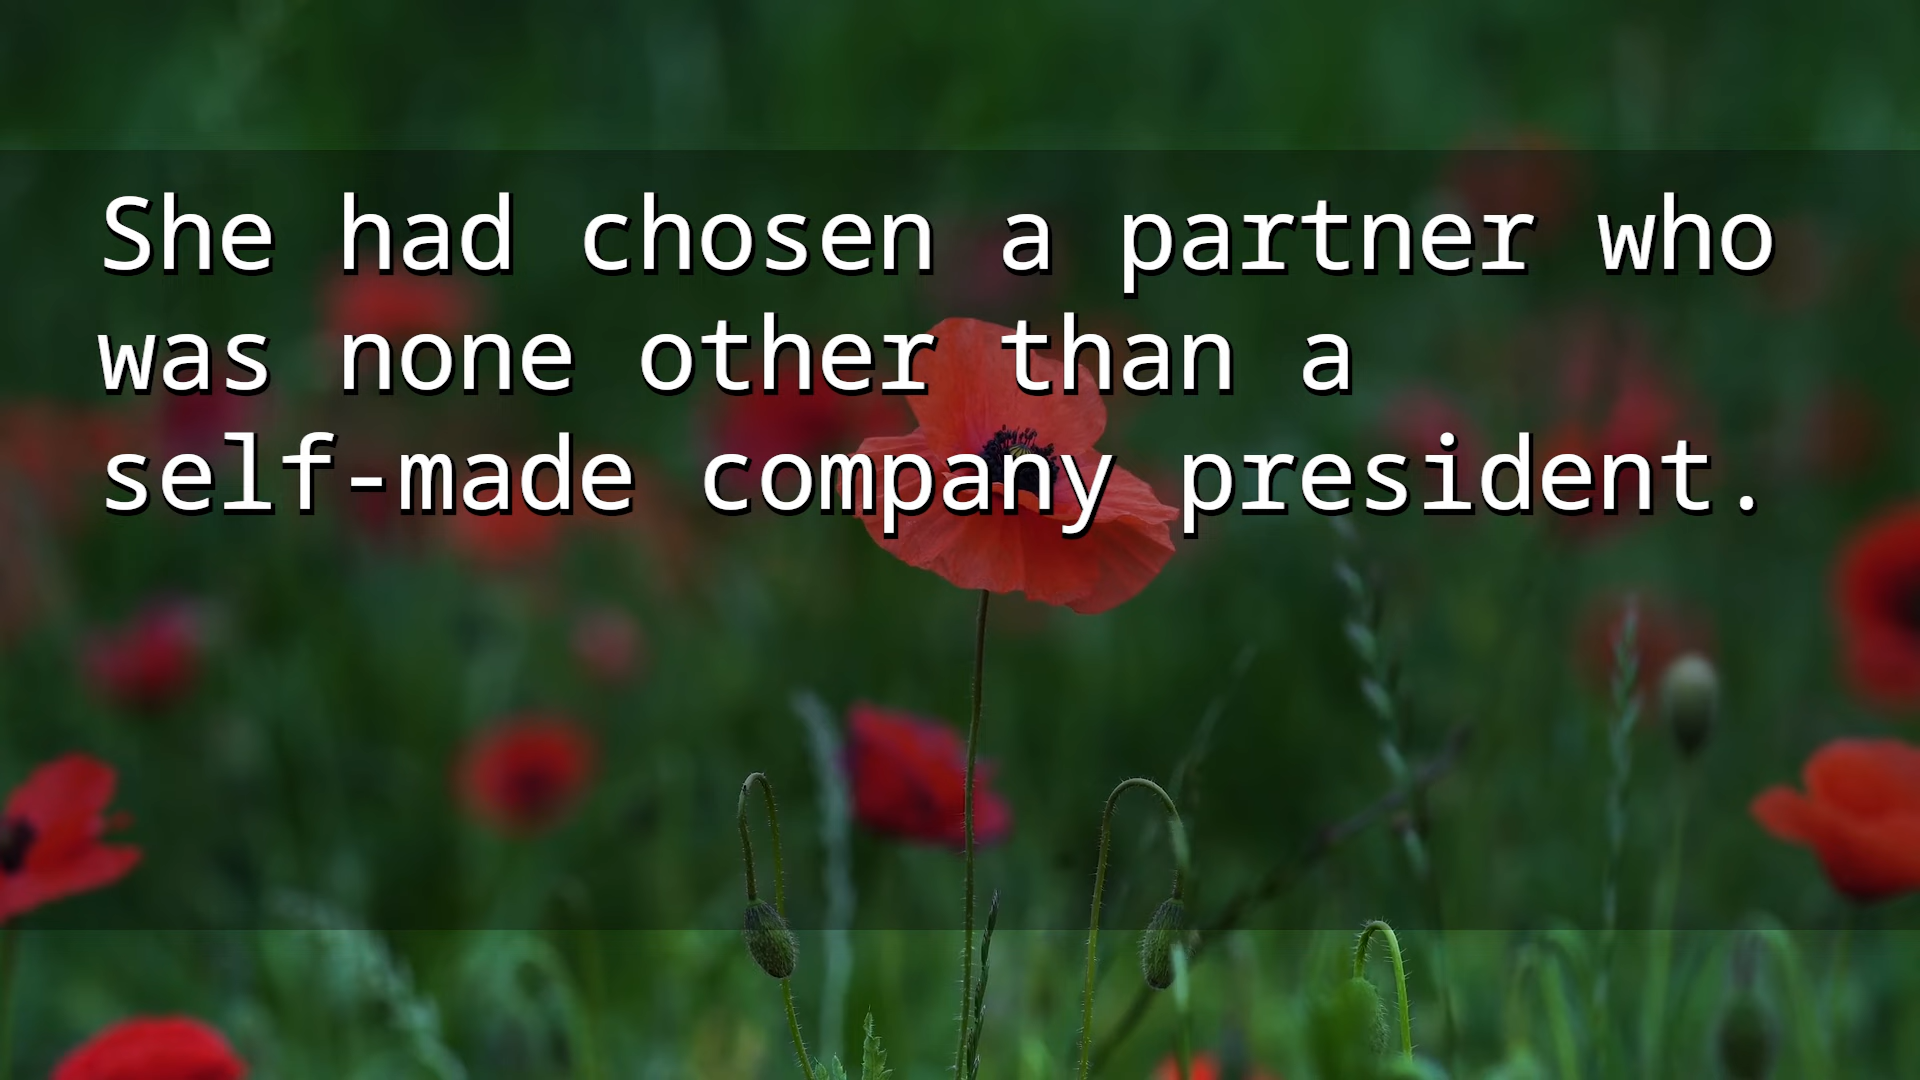 She had chosen a partner who
was none other than a
self-made company president.